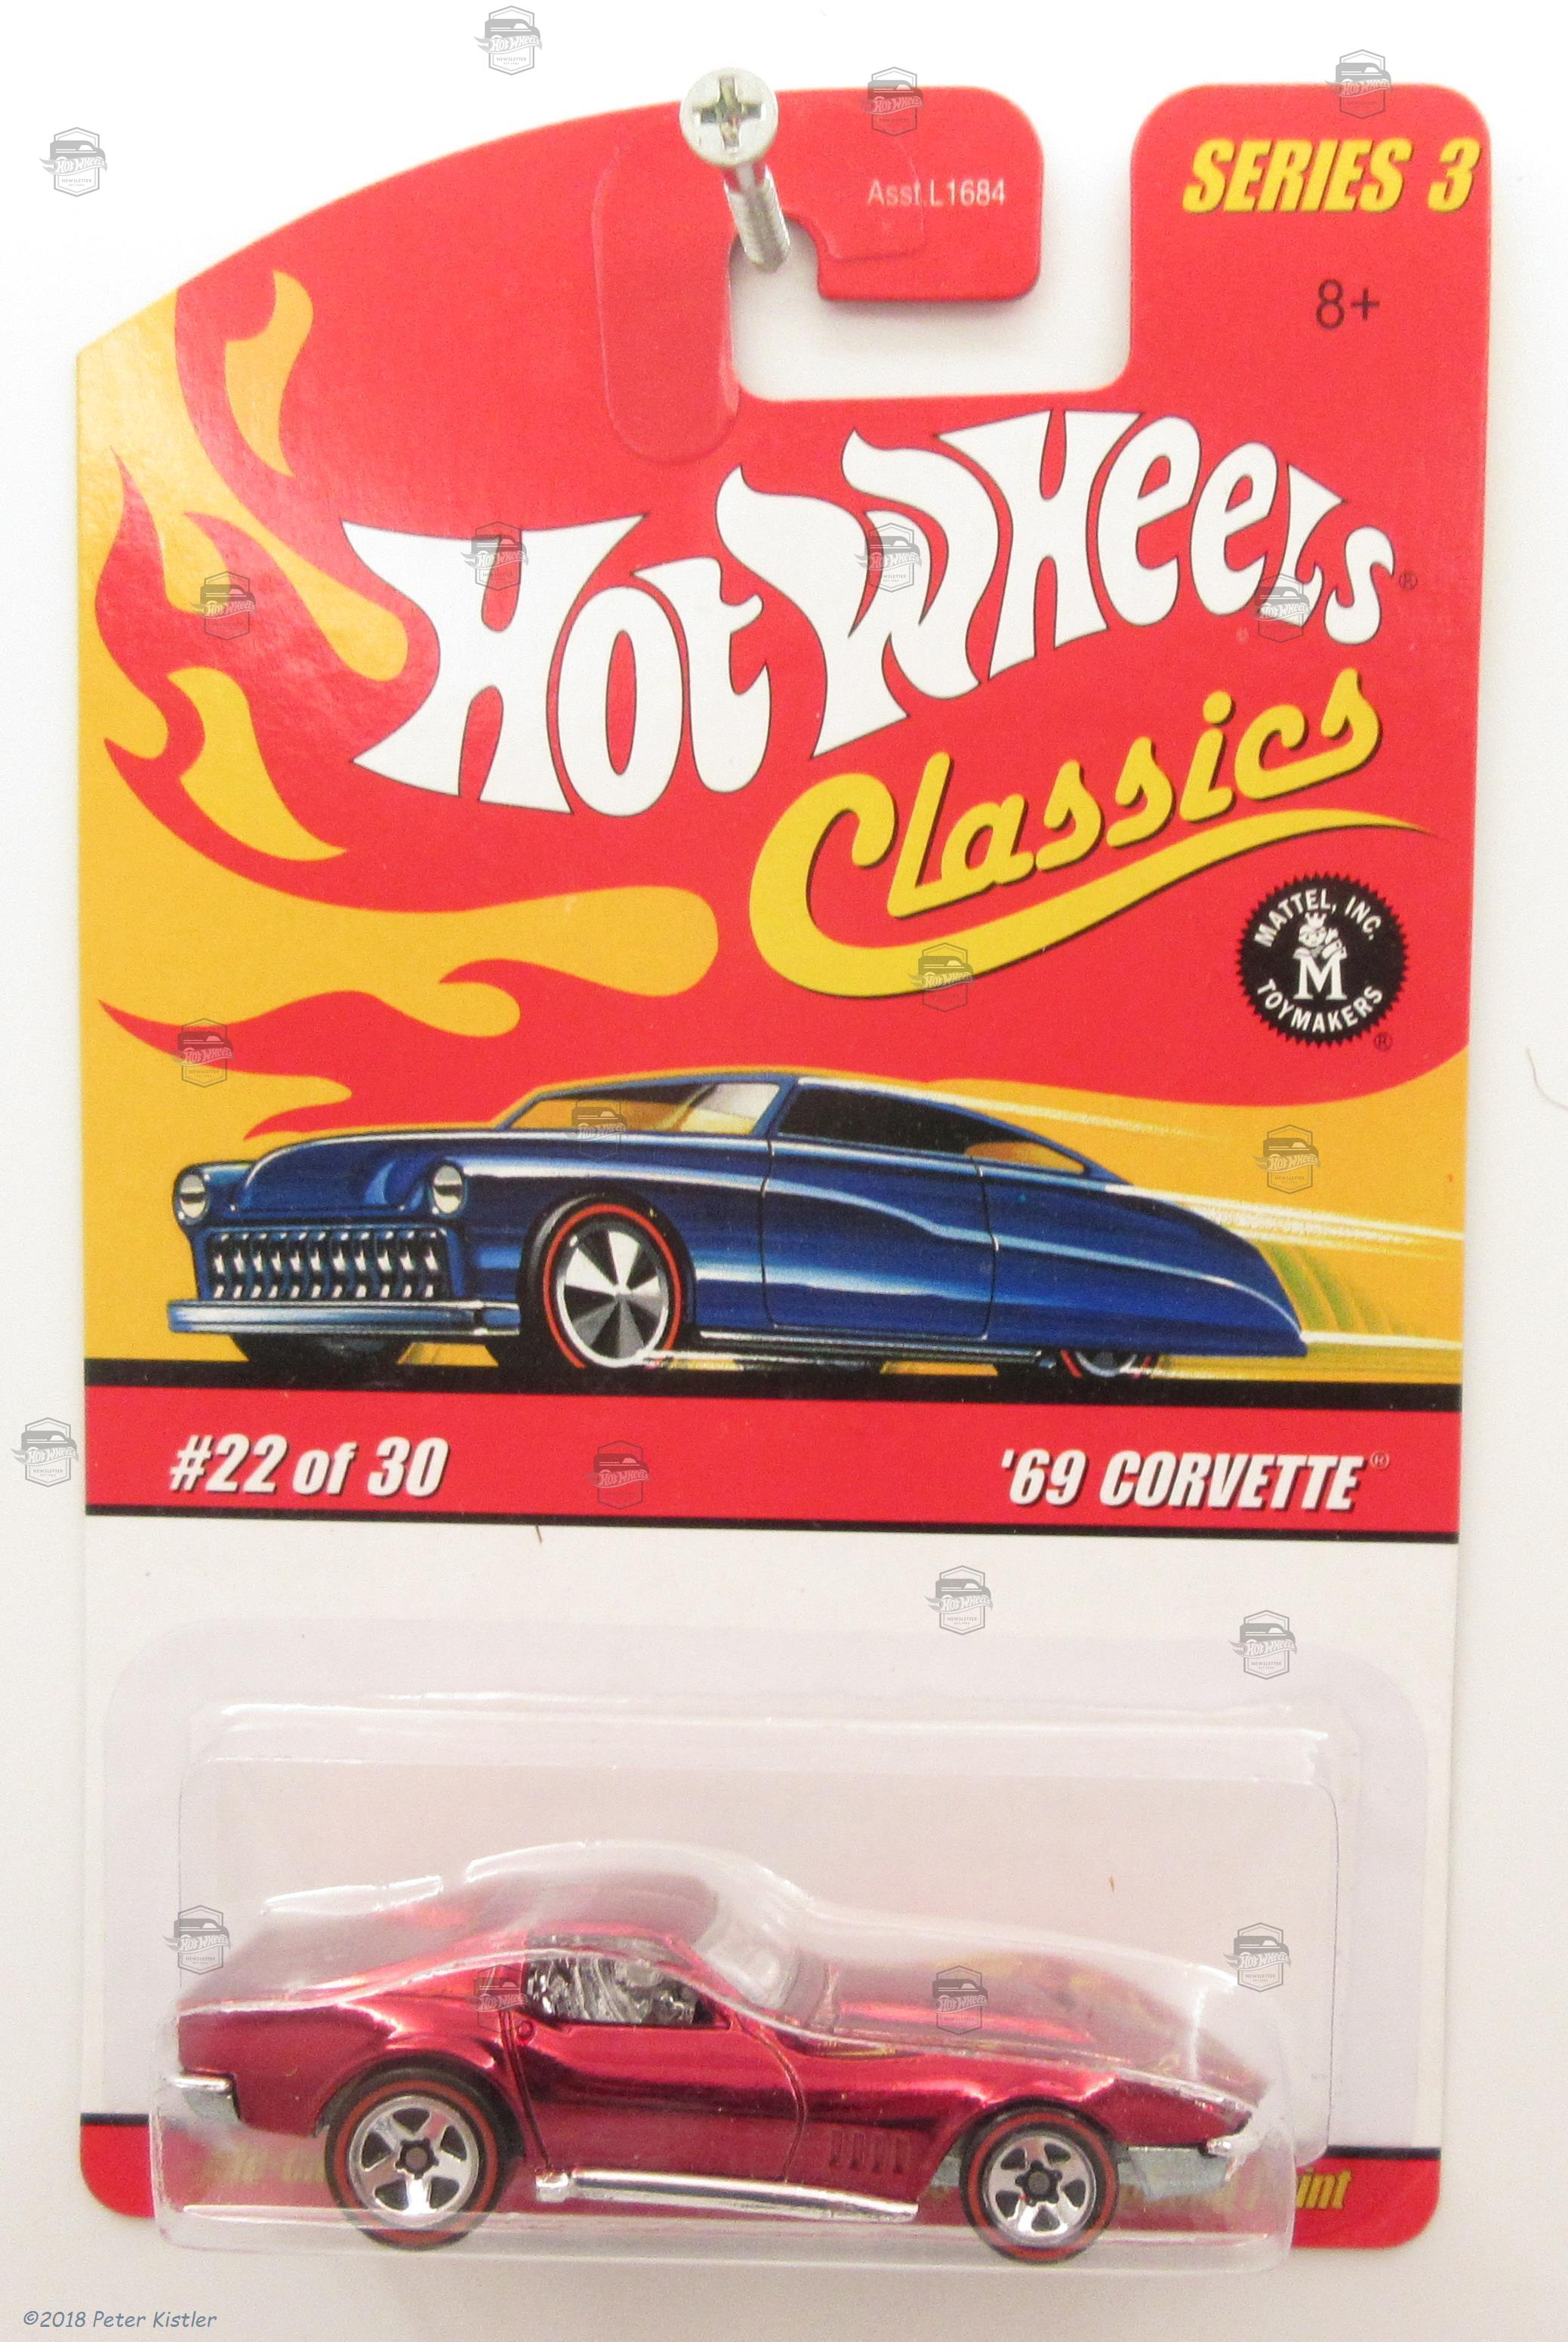 SERIES 3
Asst.L1684
8+
HOT WHEELS®
Classics
MATTEL, INC.
M
TOYMAKERS
®
#22 of 30
'69 CORVETTE®
©2018 Peter Kistler